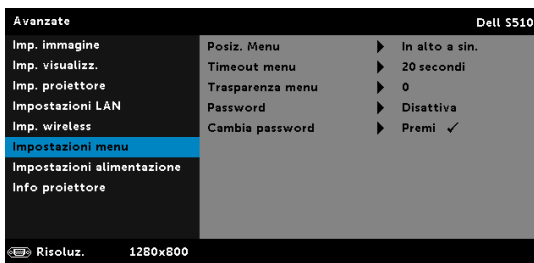 Avanzate Dell S510
Imp. immagine
Imp. visualizz.
Imp. proiettore
Impostazioni LAN
Imp. wireless
Impostazioni menu
Impostazioni alimentazione
Info proiettore
Posiz. Menu In alto a sin.
Timeout menu 20 secondi
Trasparenza menu 0
Password Disattiva
Cambia password Premi ✓
Risoluz. 1280x800